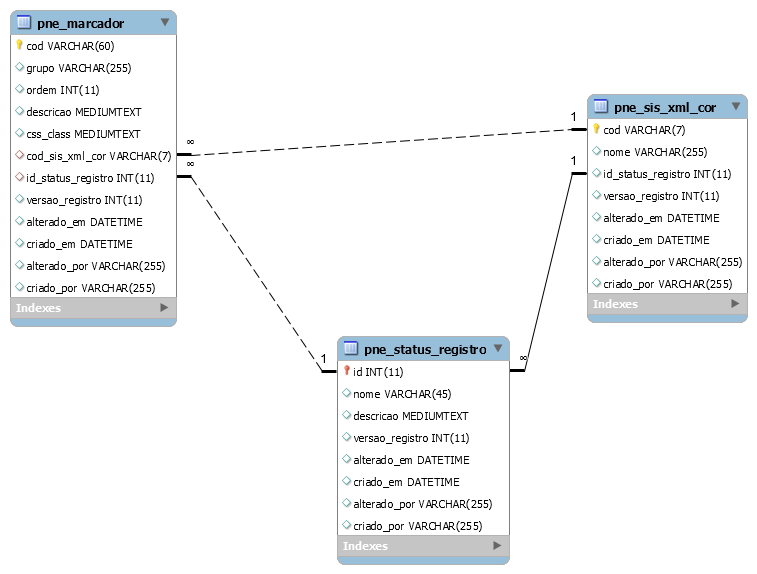 pne_marcador
cod VARCHAR(60)
grupo VARCHAR(255)
ordem INT(11)
descricao MEDIUMTEXT
css_class MEDIUMTEXT
cod_sis_xml_cor VARCHAR(7)
id_status_registro INT(11)
versao_registro INT(11)
alterado_em DATETIME
criado_em DATETIME
alterado_por VARCHAR(255)
criado_por VARCHAR(255)
Indexes
∞
∞
1
1
pne_sis_xml_cor
cod VARCHAR(7)
nome VARCHAR(255)
id_status_registro INT(11)
versao_registro INT(11)
alterado_em DATETIME
criado_em DATETIME
alterado_por VARCHAR(255)
criado_por VARCHAR(255)
Indexes
1
∞
pne_status_registro
id INT(11)
nome VARCHAR(45)
descricao MEDIUMTEXT
versao_registro INT(11)
alterado_em DATETIME
criado_em DATETIME
alterado_por VARCHAR(255)
criado_por VARCHAR(255)
Indexes